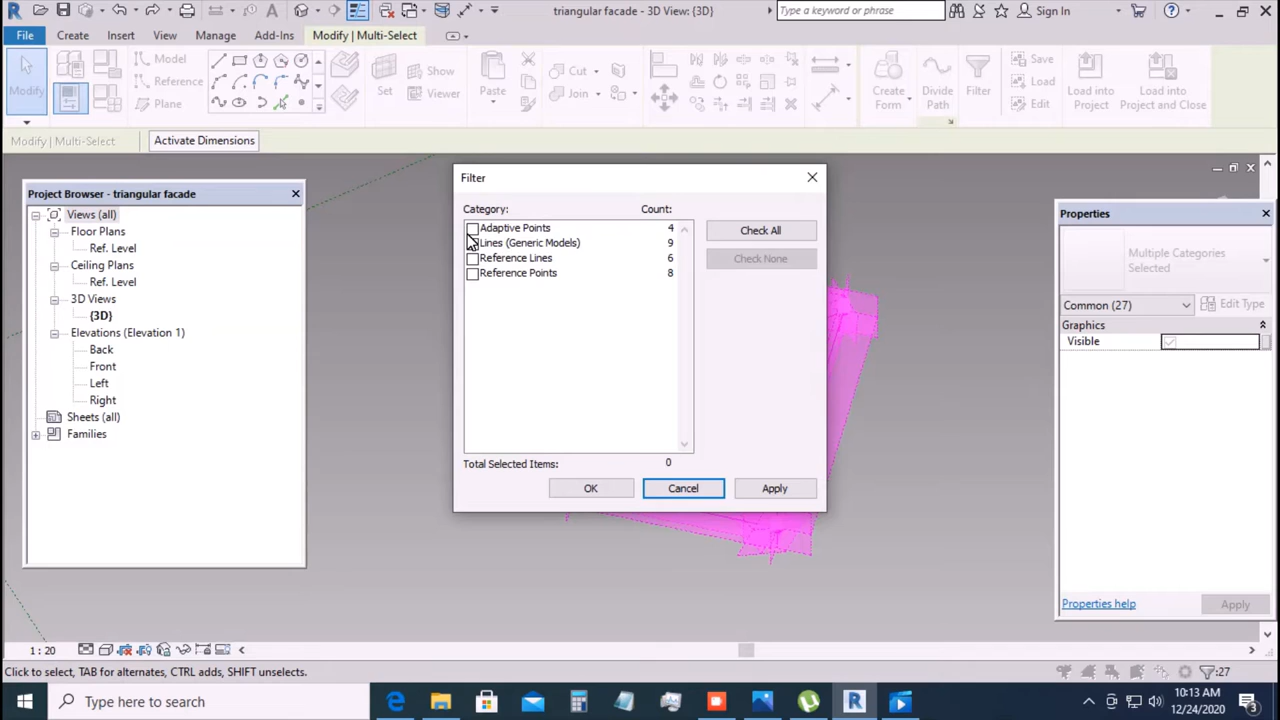 triangular facade - 3D View: {3D}
Type a keyword or phrase
Sign In
File
Create
Insert
View
Manage
Add-Ins
Modify | Multi-Select
Modify
Model
Reference
Plane
Set
Show
Viewer
Paste
Cut
Join
Create
Form
Divide
Path
Filter
Save
Load
Edit
Load into
Project
Load into
Project and Close
Modify | Multi-Select
Activate Dimensions
Project Browser - triangular facade
Views (all)
Floor Plans
Ref. Level
Ceiling Plans
Ref. Level
3D Views
{3D}
Elevations (Elevation 1)
Back
Front
Left
Right
Sheets (all)
Families
Filter
Category:
Count:
Adaptive Points 4
Lines (Generic Models) 9
Reference Lines 6
Reference Points 8
Check All
Check None
Total Selected Items: 0
OK
Cancel
Apply
Properties
Multiple Categories
Selected
Common (27)
Edit Type
Graphics
Visible
Properties help
Apply
1 : 20
Click to select, TAB for alternates, CTRL adds, SHIFT unselects.
:27
Type here to search
10:13 AM
12/24/2020
3